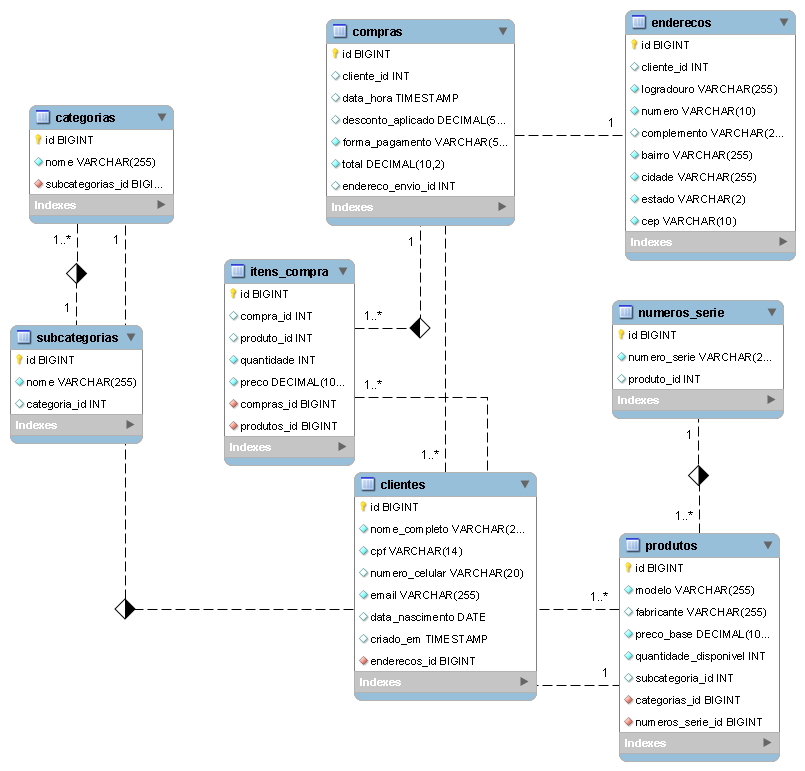 compras
id BIGINT
cliente_id INT
data_hora TIMESTAMP
desconto_aplicado DECIMAL(5...
forma_pagamento VARCHAR(5...
total DECIMAL(10,2)
endereco_envio_id INT
Indexes
enderecos
id BIGINT
cliente_id INT
logradouro VARCHAR(255)
numero VARCHAR(10)
complemento VARCHAR(2...
bairro VARCHAR(255)
cidade VARCHAR(255)
estado VARCHAR(2)
cep VARCHAR(10)
Indexes
1
categorias
id BIGINT
nome VARCHAR(255)
subcategorias_id BIGI...
Indexes
1..*
1
1
1
itens_compra
id BIGINT
compra_id INT
produto_id INT
quantidade INT
preco DECIMAL(10...
compras_id BIGINT
produtos_id BIGINT
Indexes
1..*
1..*
1..*
subcategorias
id BIGINT
nome VARCHAR(255)
categoria_id INT
Indexes
numeros_serie
id BIGINT
numero_serie VARCHAR(2...
produto_id INT
Indexes
1
1..*
clientes
id BIGINT
nome_completo VARCHAR(2...
cpf VARCHAR(14)
numero_celular VARCHAR(20)
email VARCHAR(255)
data_nascimento DATE
criado_em TIMESTAMP
enderecos_id BIGINT
Indexes
1..*
1
produtos
id BIGINT
modelo VARCHAR(255)
fabricante VARCHAR(255)
preco_base DECIMAL(10...
quantidade_disponivel INT
subcategoria_id INT
categorias_id BIGINT
numeros_serie_id BIGINT
Indexes